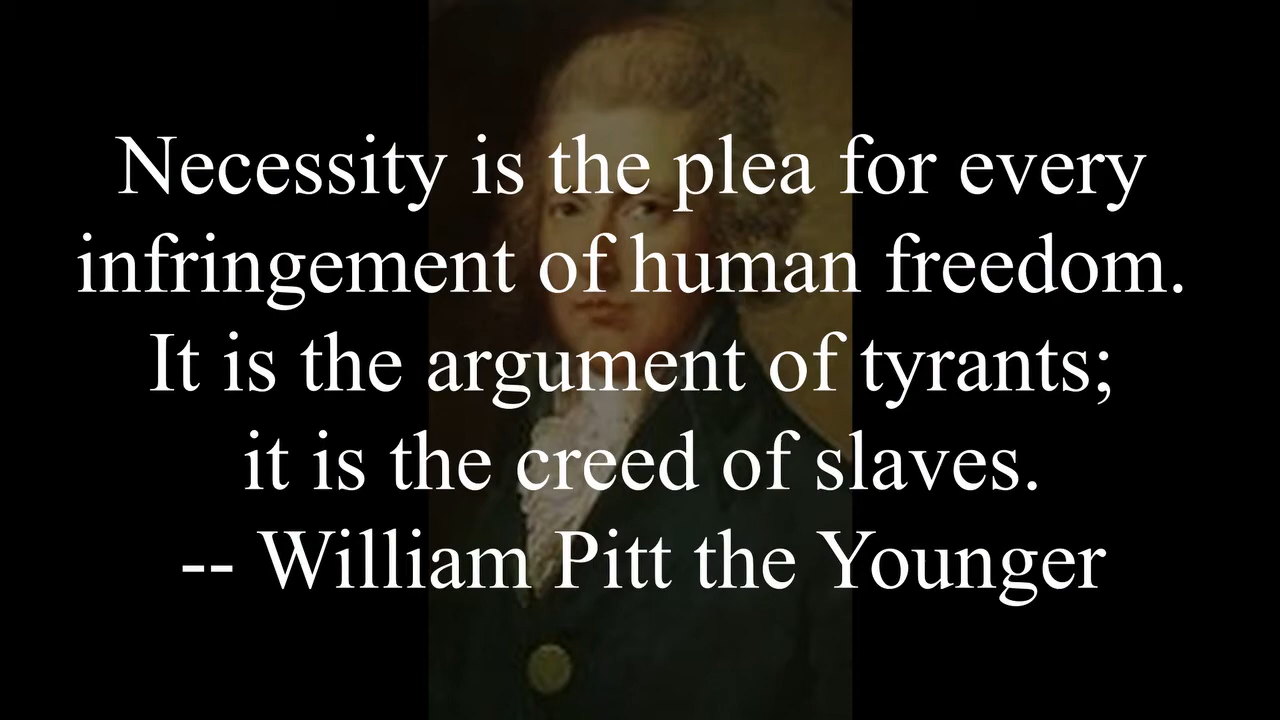 Necessity is the plea for every
infringement of human freedom.
It is the argument of tyrants;
it is the creed of slaves.
-- William Pitt the Younger